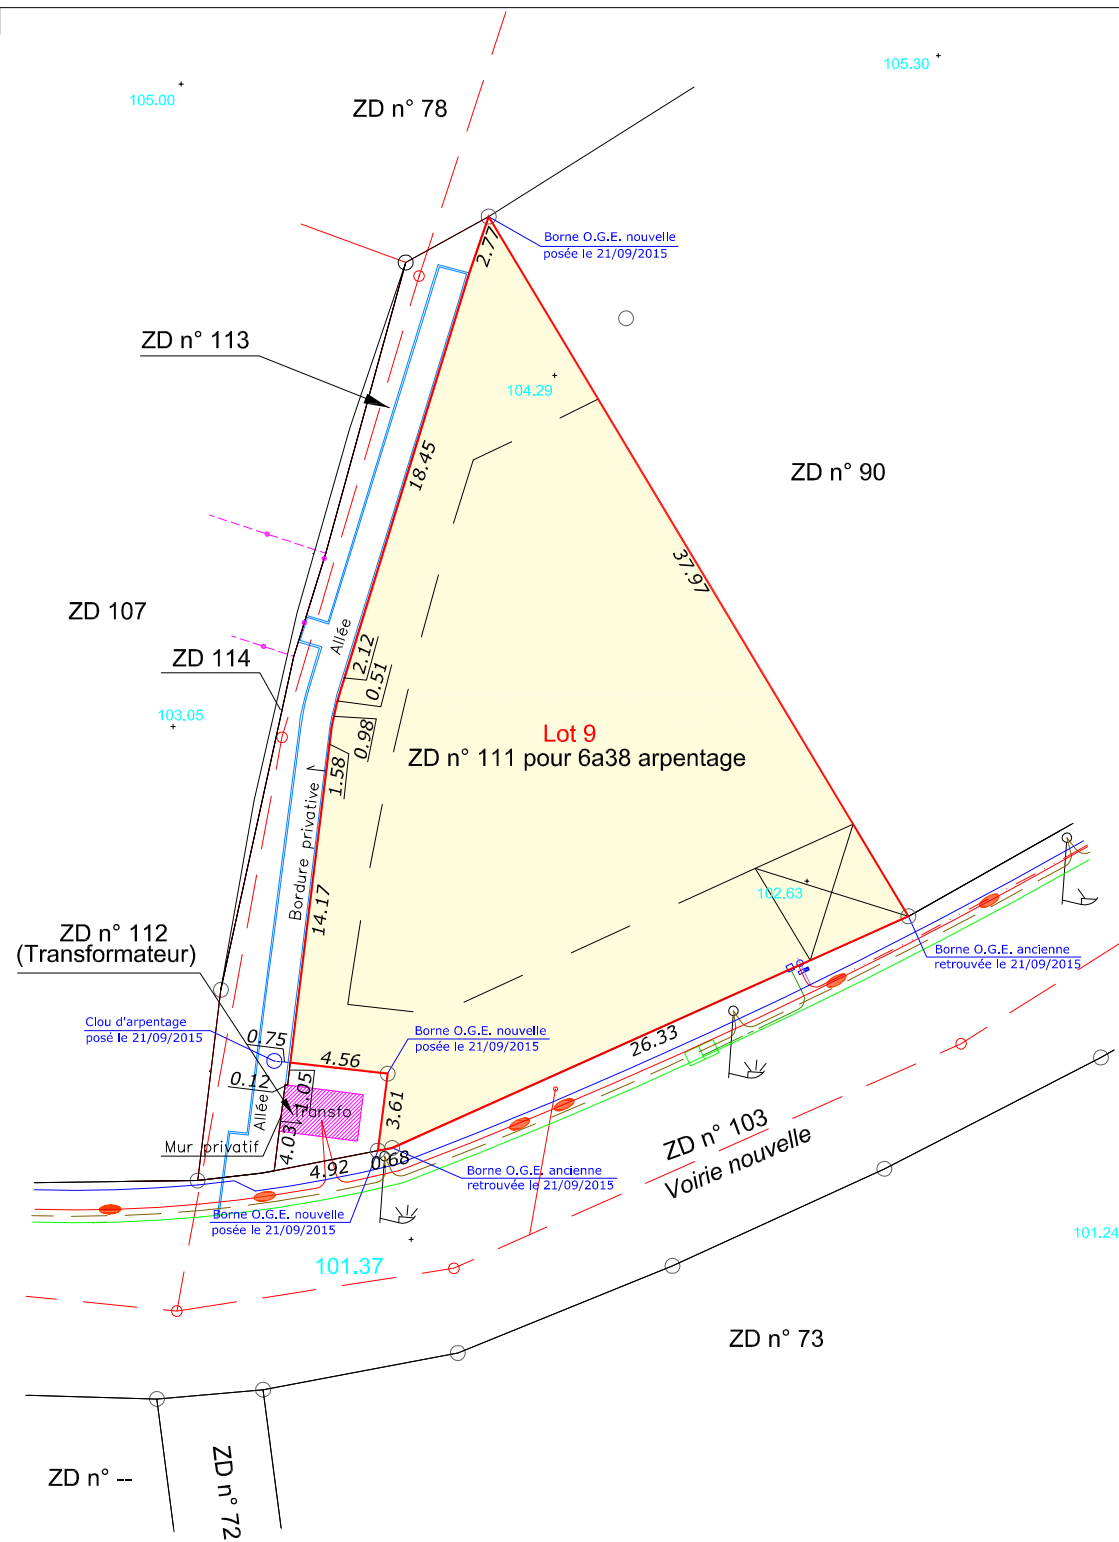 105.30
105.00
ZD n° 78
Borne O.G.E. nouvelle
posée le 21/09/2015
2.77
ZD n° 113
104.29
18.45
ZD n° 90
37.97
ZD 107
Allée
ZD 114
2.12
0.51
103.05
0.98
1.58
Lot 9
ZD n° 111 pour 6a38 arpentage
Bordure privative
14.17
102.63
ZD n° 112
(Transformateur)
Borne O.G.E. ancienne
retrouvée le 21/09/2015
Clou d'arpentage
posé le 21/09/2015
0.75
4.56
Borne O.G.E. nouvelle
posée le 21/09/2015
26.33
0.12
1.05
Allée
Transfo
3.61
Mur privatif
4.03
4.92
0.68
Borne O.G.E. ancienne
retrouvée le 21/09/2015
ZD n° 103
Voirie nouvelle
Borne O.G.E. nouvelle
posée le 21/09/2015
101.37
101.24
ZD n° 73
ZD n° --
ZD n° 72